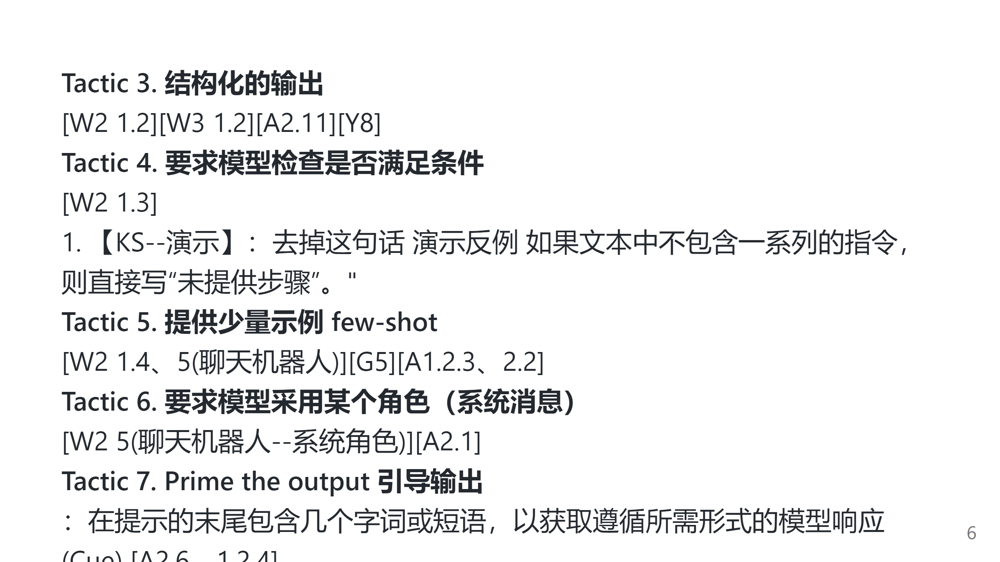 Tactic 3. 结构化的输出
[W2 1.2][W3 1.2][A2.11][Y8]
Tactic 4. 要求模型检查是否满足条件
[W2 1.3]
1. 【KS--演示】：去掉这句话 演示反例 如果文本中不包含一系列的指令，
则直接写“未提供步骤”。"
Tactic 5. 提供少量示例 few-shot
[W2 1.4、5(聊天机器人)][G5][A1.2.3、2.2]
Tactic 6. 要求模型采用某个角色（系统消息）
[W2 5(聊天机器人--系统角色)][A2.1]
Tactic 7. Prime the output 引导输出
：在提示的末尾包含几个字词或短语，以获取遵循所需形式的模型响应
(Cue) [A2.6、1.2.4]
6